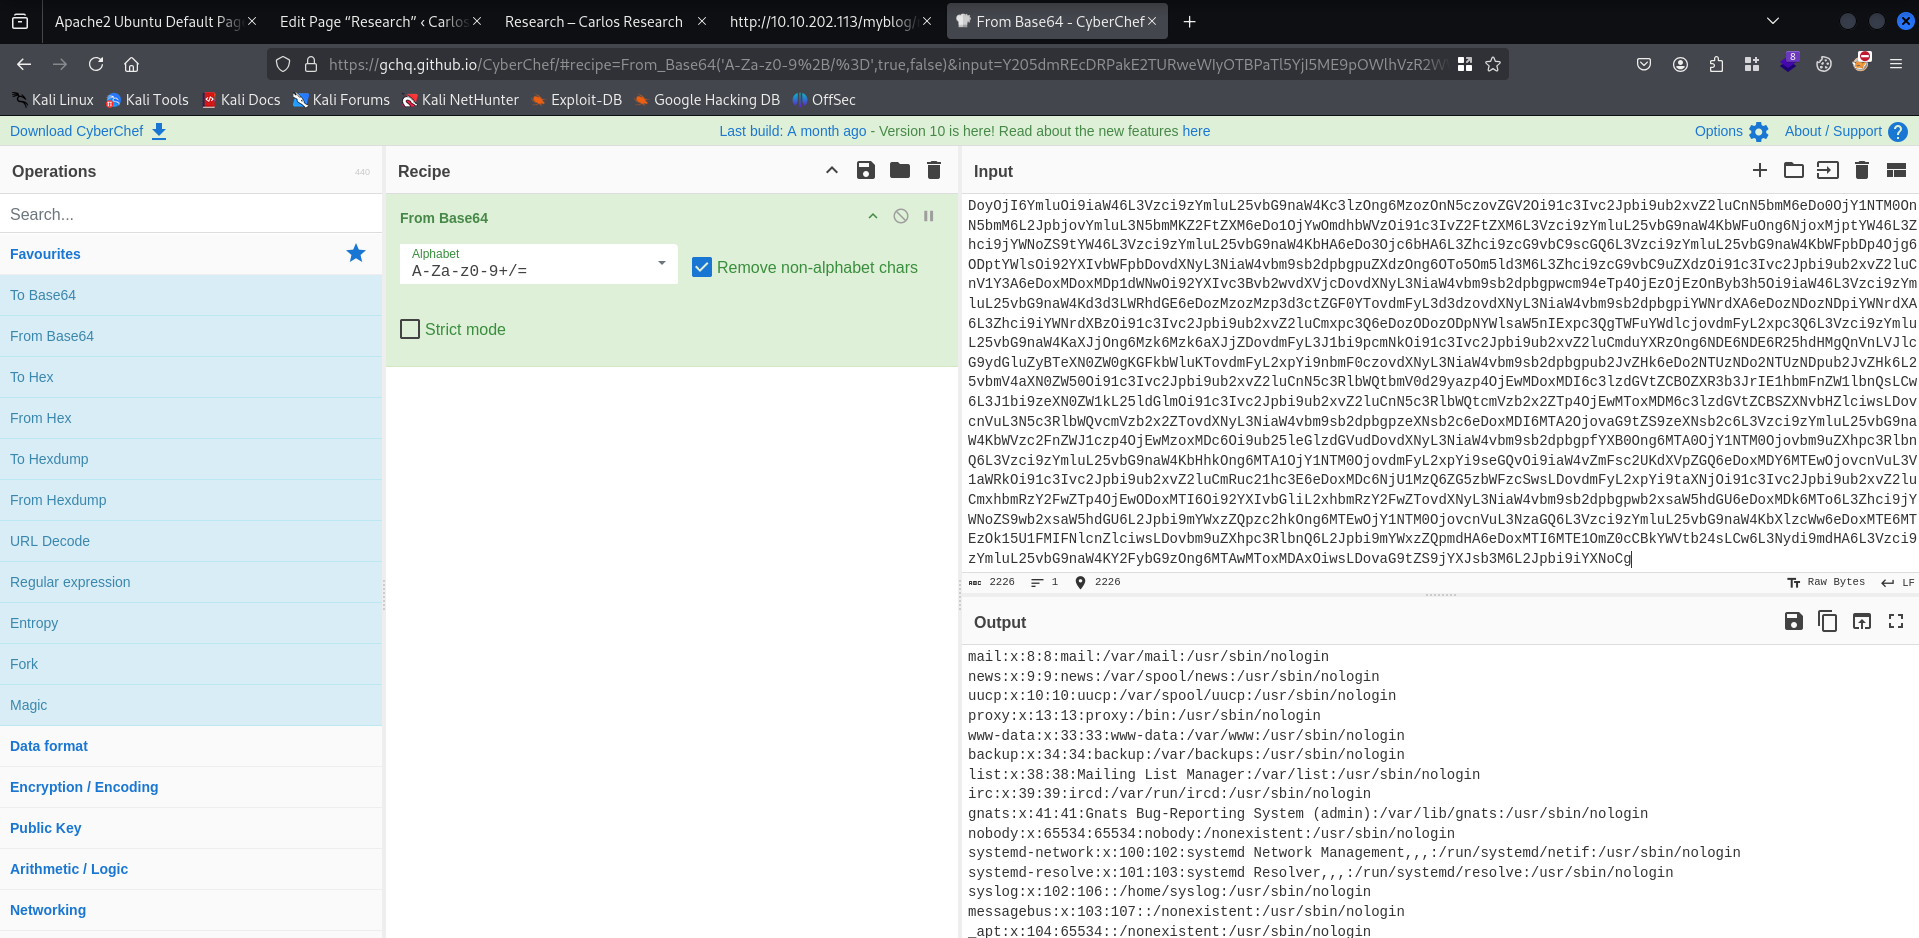 Apache2 Ubuntu Default Pag
Edit Page “Research” ‹ Carlos
Research – Carlos Research
http://10.10.202.113/myblog/
From Base64 - CyberChef
https://gchq.github.io/CyberChef/#recipe=From_Base64('A-Za-z0-9%2B/%3D',true,false)&input=Y205dmREcDRPakE2TURweWIyOTBPaTl5YjI5ME9pOWlhVzR2W
8
Kali Linux
Kali Tools
Kali Docs
Kali Forums
Kali NetHunter
Exploit-DB
Google Hacking DB
OffSec
Download CyberChef
Last build: A month ago - Version 10 is here! Read about the new features here
Options
About / Support
Operations
440
Search...
Favourites
To Base64
From Base64
To Hex
From Hex
To Hexdump
From Hexdump
URL Decode
Regular expression
Entropy
Fork
Magic
Data format
Encryption / Encoding
Public Key
Arithmetic / Logic
Networking
Recipe
From Base64
Alphabet
A-Za-z0-9+/=
Remove non-alphabet chars
Strict mode
Input
DoyOjI6YmluOi9iaW46L3Vzci9zYmluL25vbG9naW4Kc3lzOng6MzozOnN5czovZGV2Oi91c3Ivc2Jpbi9ub2xvZ2luCnN5bmM6eDo0OjY1NTM0On
N5bmM6L2JpbjovYmluL3N5bmMKZ2FtZXM6eDo1OjYwOmdhbWVzOi91c3IvZ2FtZXM6L3Vzci9zYmluL25vbG9naW4KbWFuOng6NjoxMjptYW46L3Z
hci9jYWNoZS9tYW46L3Vzci9zYmluL25vbG9naW4KbHA6eDo3Ojc6bHA6L3Zhci9zcG9vbC9scGQ6L3Vzci9zYmluL25vbG9naW4KbWFpbDp4Ojg6
ODptYWlsOi92YXIvbWFpbDovdXNyL3NiaW4vbm9sb2dpbgpuZXdzOng6OTo5Om5ld3M6L3Zhci9zcG9vbC9uZXdzOi91c3Ivc2Jpbi9ub2xvZ2luC
nV1Y3A6eDoxMDoxMDp1dWNwOi92YXIvc3Bvb2wvdXVjcDovdXNyL3NiaW4vbm9sb2dpbgpwcm94eTp4OjEzOjEzOnByb3h5Oi9iaW46L3Vzci9zYm
luL25vbG9naW4Kd3d3LWRhdGE6eDozMzozMzp3d3ctZGF0YTovdmFyL3d3dzovdXNyL3NiaW4vbm9sb2dpbgpiYWNrdXA6eDozNDozNDpiYWNrdXA
6L3Zhci9iYWNrdXBzOi91c3Ivc2Jpbi9ub2xvZ2luCmxpc3Q6eDozODozODpNYWlsaW5nIExpc3QgTWFuYWdlcjovdmFyL2xpc3Q6L3Vzci9zYmlu
L25vbG9naW4KaXJjOng6Mzk6Mzk6aXJjZDovdmFyL3J1bi9pcmNkOi91c3Ivc2Jpbi9ub2xvZ2luCmduYXRzOng6NDE6NDE6R25hdHMgQnVnLVJlc
G9ydGluZyBTeXN0ZW0gKGFkbWluKTovdmFyL2xpYi9nbmF0czovdXNyL3NiaW4vbm9sb2dpbgpub2JvZHk6eDo2NTUzNDo2NTUzNDpub2JvZHk6L2
5vbmV4aXN0ZW50Oi91c3Ivc2Jpbi9ub2xvZ2luCnN5c3RlbWQtbmV0d29yazp4OjEwMDoxMDI6c3lzdGVtZCBOZXR3b3JrIE1hbmFnZW1lbnQsLCw
6L3J1bi9zeXN0ZW1kL25ldGlmOi91c3Ivc2Jpbi9ub2xvZ2luCnN5c3RlbWQtcmVzb2x2ZTp4OjEwMToxMDM6c3lzdGVtZCBSZXNvbHZlciwsLDov
cnVuL3N5c3RlbWQvcmVzb2x2ZTovdXNyL3NiaW4vbm9sb2dpbgpzeXNsb2c6eDoxMDI6MTA2OjovaG9tZS9zeXNsb2c6L3Vzci9zYmluL25vbG9na
W4KbWVzc2FnZWJ1czp4OjEwMzoxMDc6Oi9ub25leGlzdGVudDovdXNyL3NiaW4vbm9sb2dpbgpfYXB0Ong6MTA0OjY1NTM0Ojovbm9uZXhpc3Rlbn
Q6L3Vzci9zYmluL25vbG9naW4KbHhkOng6MTA1OjY1NTM0OjovdmFyL2xpYi9seGQvOi9iaW4vZmFsc2UKdXVpZGQ6eDoxMDY6MTEwOjovcnVuL3V
1aWRkOi91c3Ivc2Jpbi9ub2xvZ2luCmRuc21hc3E6eDoxMDc6NjU1MzQ6ZG5zbWFzcSwsLDovdmFyL2xpYi9taXNjOi91c3Ivc2Jpbi9ub2xvZ2lu
CmxhbmRzY2FwZTp4OjEwODoxMTI6Oi92YXIvbGliL2xhbmRzY2FwZTovdXNyL3NiaW4vbm9sb2dpbgpwb2xsaW5hdGU6eDoxMDk6MTo6L3Zhci9jY
WNoZS9wb2xsaW5hdGU6L2Jpbi9mYWxzZQpzc2hkOng6MTEwOjY1NTM0OjovcnVuL3NzaGQ6L3Vzci9zYmluL25vbG9naW4KbXlzcWw6eDoxMTE6MT
EzOk15U1FMIFNlcnZlciwsLDovbm9uZXhpc3RlbnQ6L2Jpbi9mYWxzZQpmdHA6eDoxMTI6MTE1OmZ0cCBkYWVtb24sLCw6L3Nydi9mdHA6L3Vzci9
zYmluL25vbG9naW4KY2FybG9zOng6MTAwMToxMDAxOiwsLDovaG9tZS9jYXJsb3M6L2Jpbi9iYXNoCg
2226
1
2226
Raw Bytes
LF
Output
mail:x:8:8:mail:/var/mail:/usr/sbin/nologin
news:x:9:9:news:/var/spool/news:/usr/sbin/nologin
uucp:x:10:10:uucp:/var/spool/uucp:/usr/sbin/nologin
proxy:x:13:13:proxy:/bin:/usr/sbin/nologin
www-data:x:33:33:www-data:/var/www:/usr/sbin/nologin
backup:x:34:34:backup:/var/backups:/usr/sbin/nologin
list:x:38:38:Mailing List Manager:/var/list:/usr/sbin/nologin
irc:x:39:39:ircd:/var/run/ircd:/usr/sbin/nologin
gnats:x:41:41:Gnats Bug-Reporting System (admin):/var/lib/gnats:/usr/sbin/nologin
nobody:x:65534:65534:nobody:/nonexistent:/usr/sbin/nologin
systemd-network:x:100:102:systemd Network Management,,,:/run/systemd/netif:/usr/sbin/nologin
systemd-resolve:x:101:103:systemd Resolver,,,:/run/systemd/resolve:/usr/sbin/nologin
syslog:x:102:106::/home/syslog:/usr/sbin/nologin
messagebus:x:103:107::/nonexistent:/usr/sbin/nologin
_apt:x:104:65534::/nonexistent:/usr/sbin/nologin